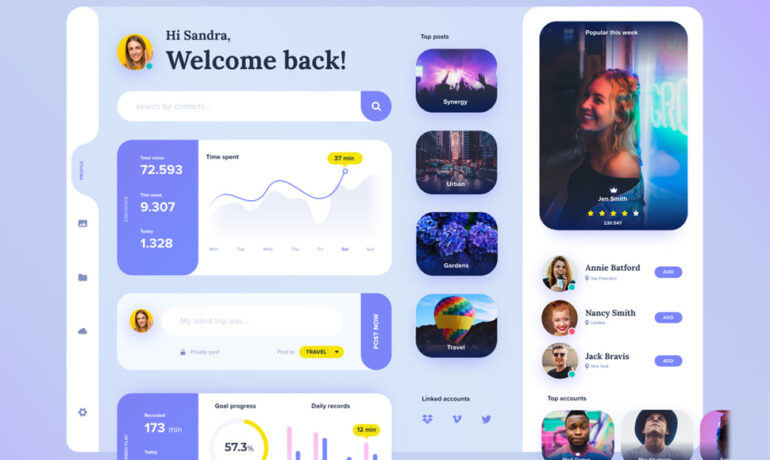 Hi Sandra,
Welcome back!
search for contacts...
PROFILE
Total views
72.593
This week
9.307
Today
1.328
STATISTICS
Time spent
37 min
Mon Tue Wed Thu Fri Sat Sun
My latest trip was...
Private post
Post to
TRAVEL
POST NOW
Recorded
173 min
Today
Goal progress
57.3%
Daily records
12 min
Top posts
Synergy
Urban
Gardens
Travel
Linked accounts
Popular this week
Jen Smith
230.547
Annie Batford
San Francisco
ADD
Nancy Smith
London
ADD
Jack Bravis
New York
ADD
Top accounts